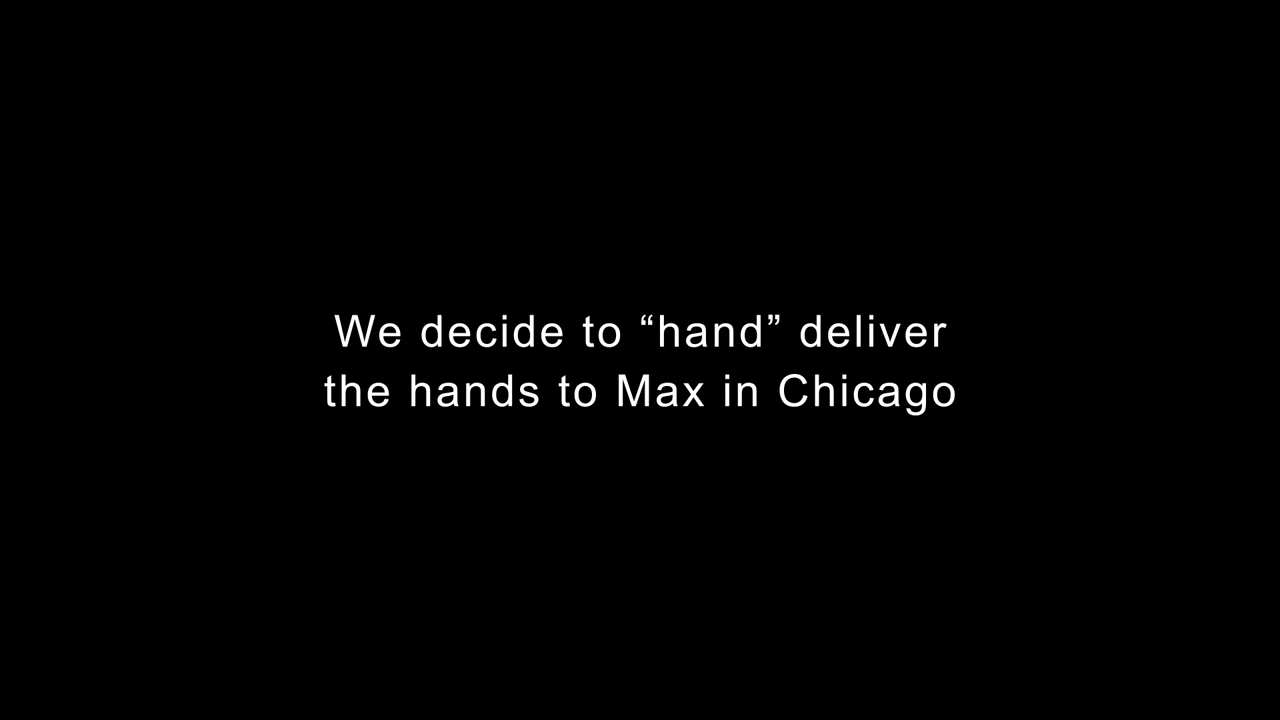 We decide to “hand” deliver
the hands to Max in Chicago